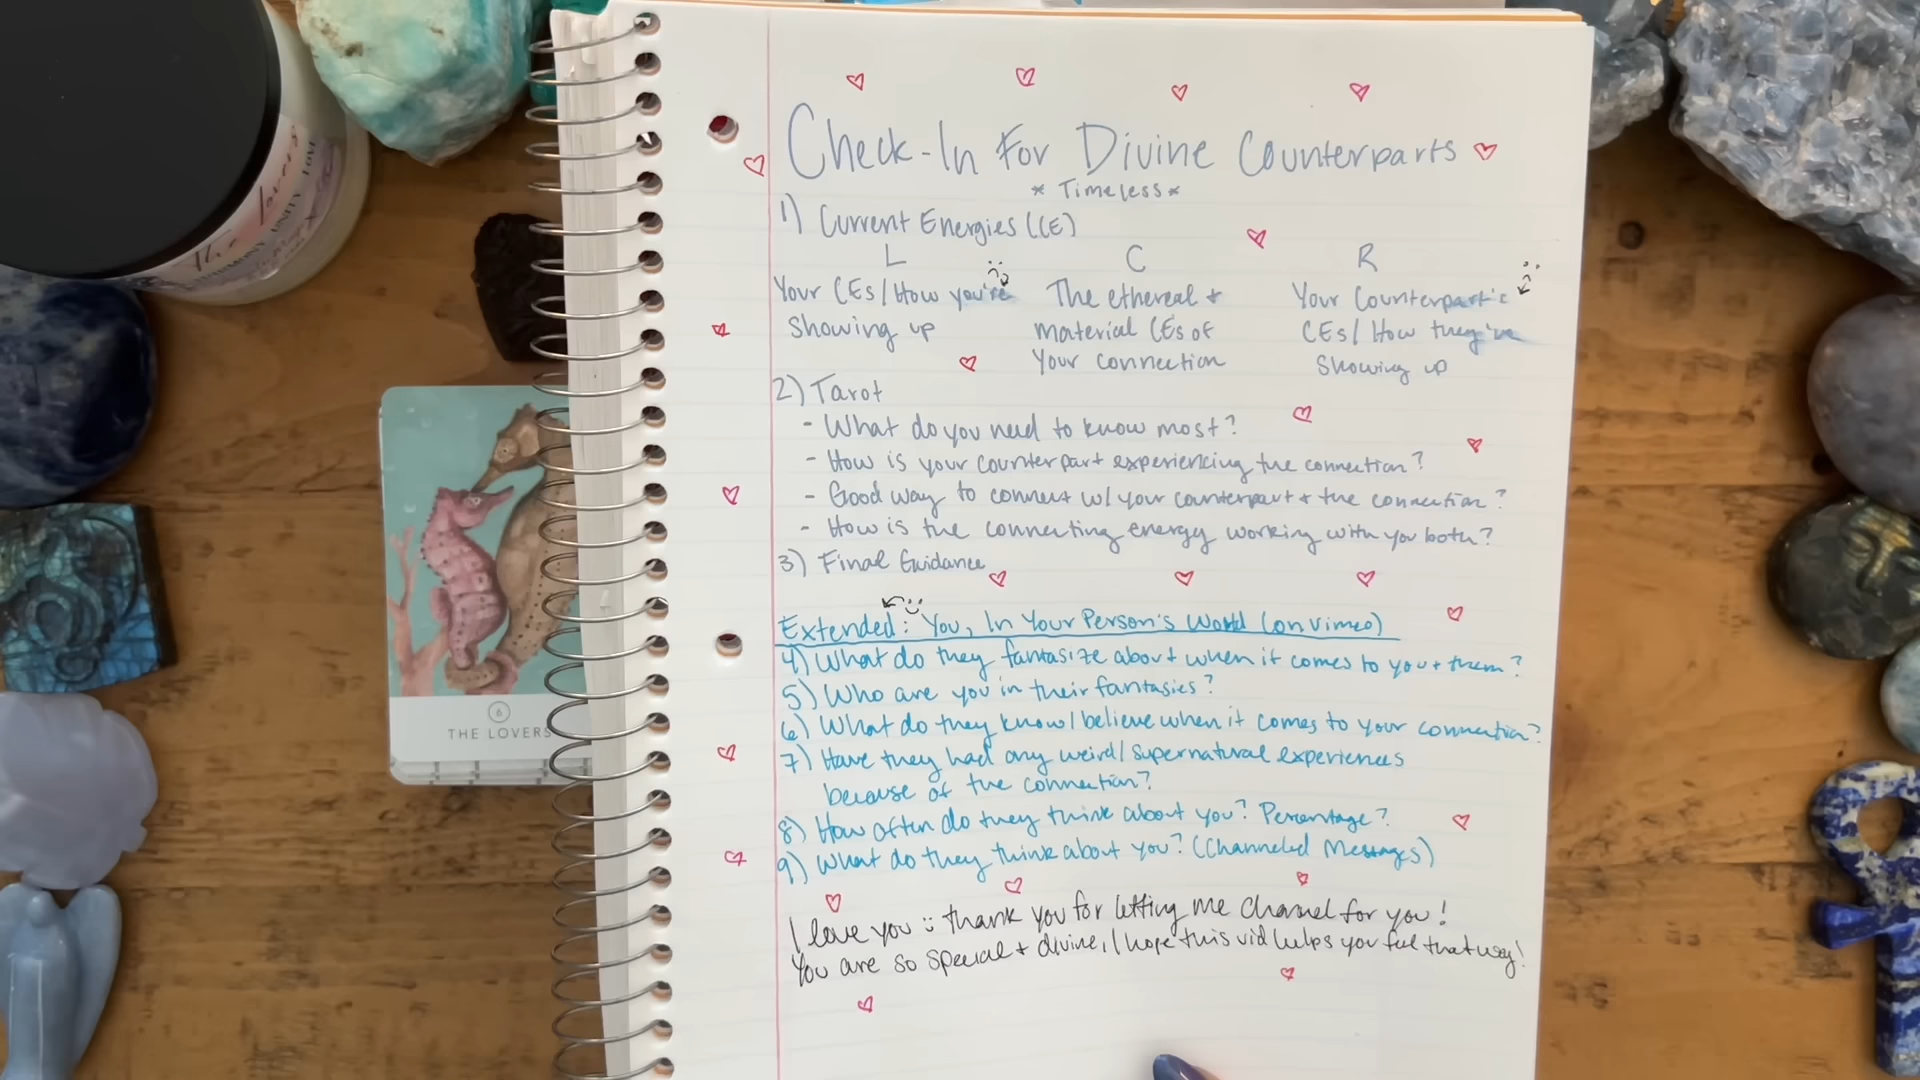 Check-In For Divine Counterparts
* Timeless *
1) Current Energies (CE)
L C R
Your CEs/How you're The ethereal + Your Counterpart's
showing up material CEs of CEs/How they're
Your connection showing up
2) Tarot
- What do you need to know most?
- How is your counterpart experiencing the connection?
- Good way to connect w/ your counterpart + the connection?
- How is the connecting energy working with you both?
3) Final Guidance
Extended: You, In Your Person's World (on vimeo)
4) What do they fantasize about when it comes to you + them?
5) Who are you in their fantasies?
6) What do they know/believe when it comes to your connection?
7) Have they had any weird/supernatural experiences
because of the connection?
8) How often do they think about you? Percentage?
9) What do they think about you? (Channeled Messages)
I love you thank you for letting me channel for you!
You are so special + divine, I hope this vid helps you feel that way!
The Lovers
6
THE LOVERS